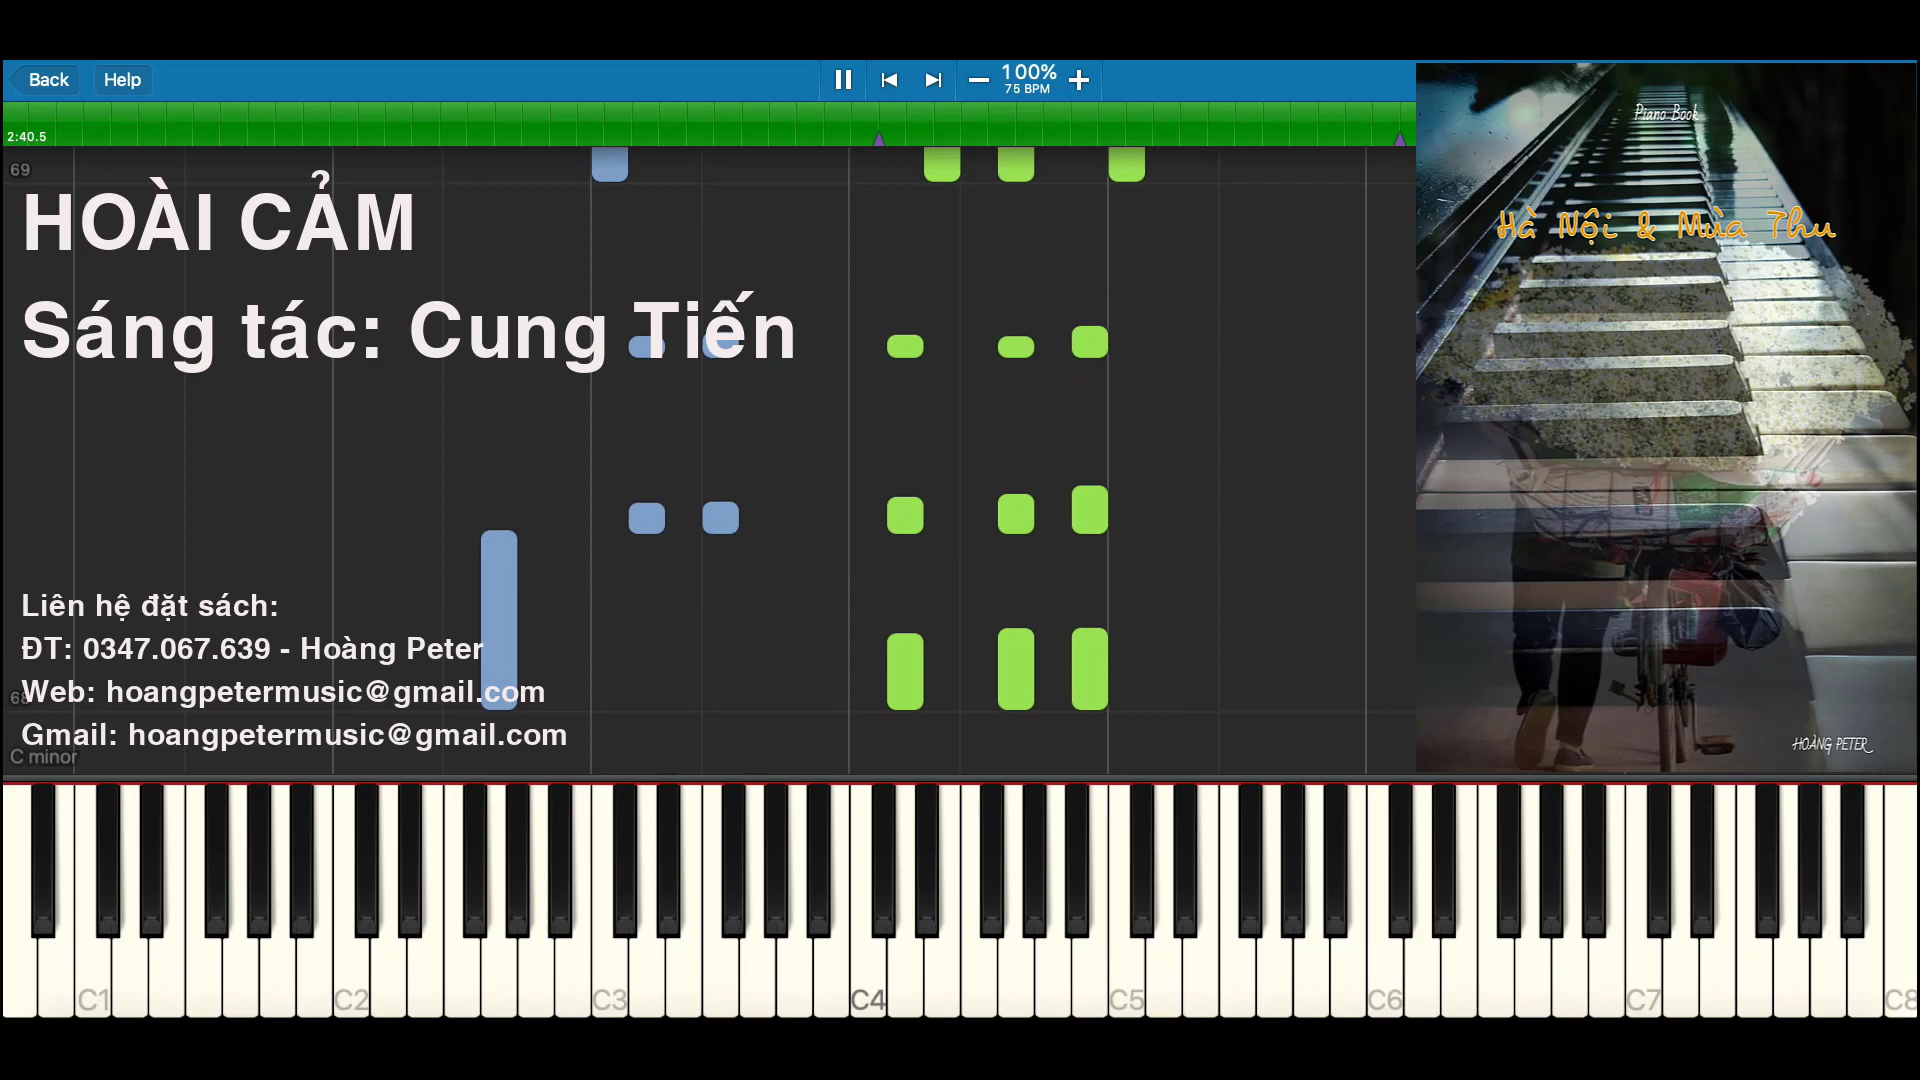 Back
Help
100%
75 BPM
2:40.5
69
HOÀI CẢM
Sáng tác: Cung Tiến
Piano Book
Hà Nội & Mùa Thu
Liên hệ đặt sách:
ĐT: 0347.067.639 - Hoàng Peter
Web: hoangpetermusic@gmail.com
68
Gmail: hoangpetermusic@gmail.com
C minor
HOÀNG PETER
C1
C2
C3
C4
C5
C6
C7
C8